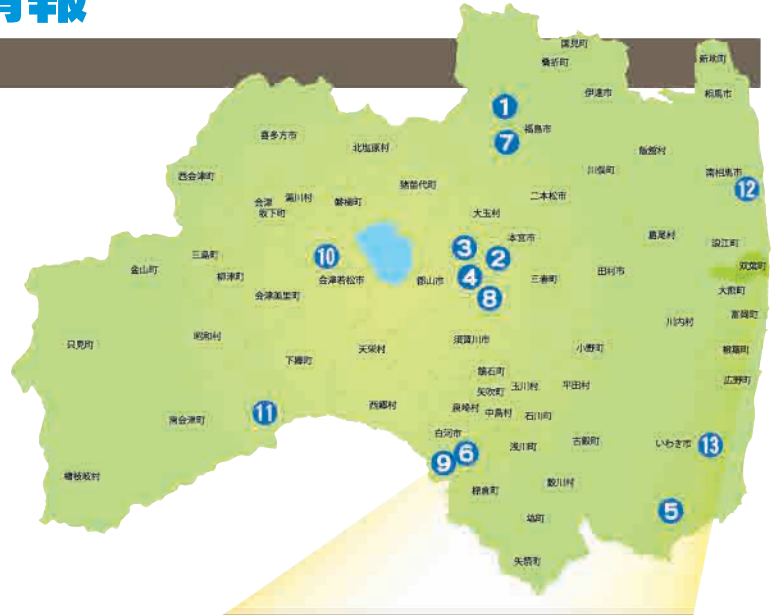 情報
国見町
桑折町
新地町
伊達市
相馬市
1
福島市
喜多方市
7
北塩原村
飯舘村
川俣町
南相馬市
西会津町
猪苗代町
12
二本松市
湯川村
会津
坂下町
磐梯町
大玉村
本宮市
葛尾村
浪江町
3
2
三島町
10
双葉町
金山町
柳津町
会津若松市
郡山市
4
三春町
田村市
大熊町
会津美里町
8
富岡町
川内村
昭和村
只見町
須賀川市
天栄村
小野町
楢葉町
下郷町
鏡石町
広野町
矢吹町
玉川村
平田村
西郷村
泉崎村
中島村
石川町
11
南会津町
白河市
浅川町
古殿町
いわき市
13
9
6
檜枝岐村
棚倉町
鮫川村
5
塙町
矢祭町